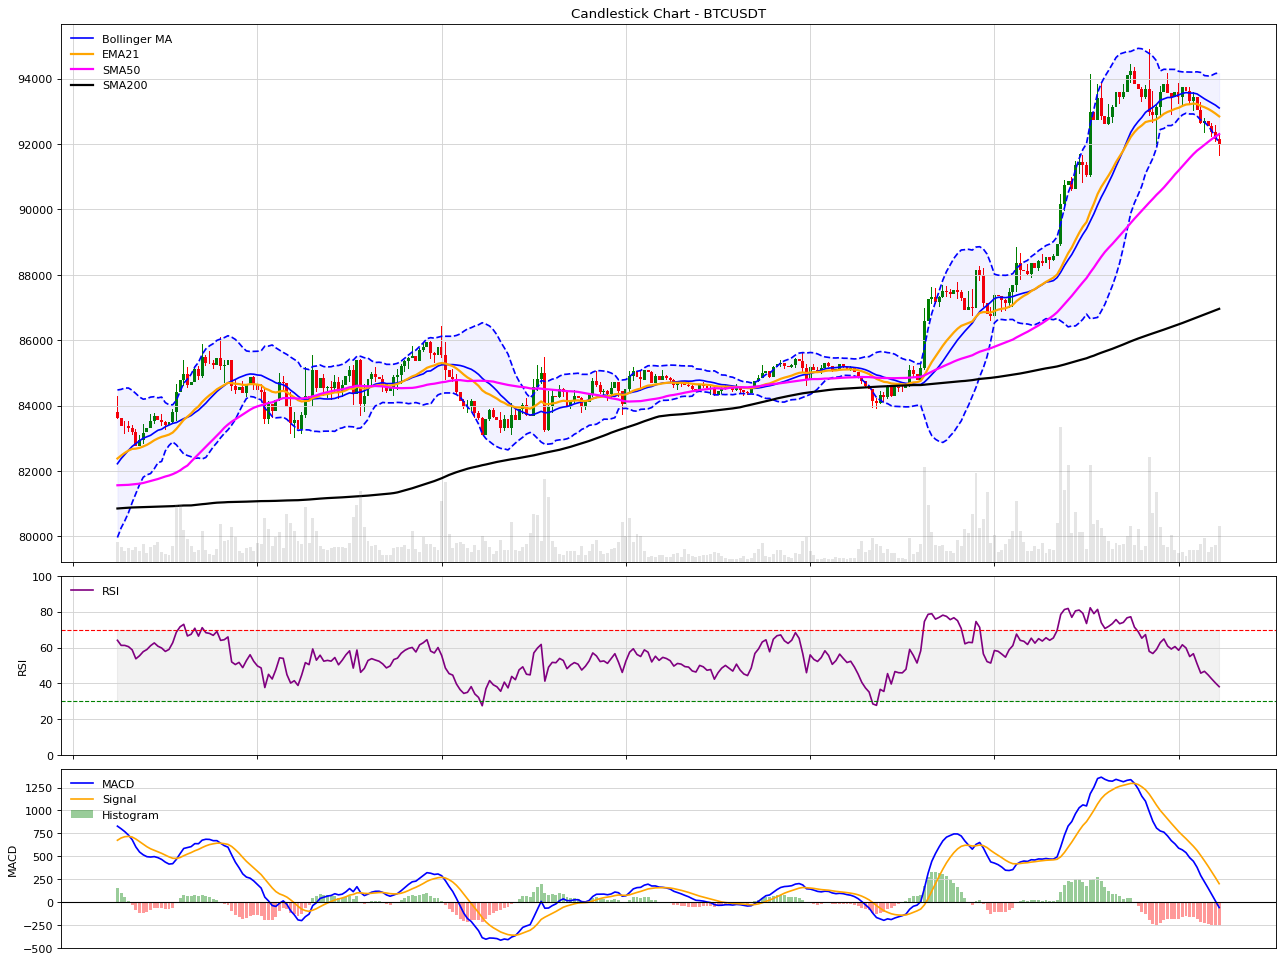 Candlestick Chart - BTCUSDT
Bollinger MA
EMA21
SMA50
SMA200
94000
92000
90000
88000
86000
84000
82000
80000
RSI
100
80
60
40
20
0
RSI
MACD
Signal
Histogram
1250
1000
750
500
250
0
−250
−500
MACD